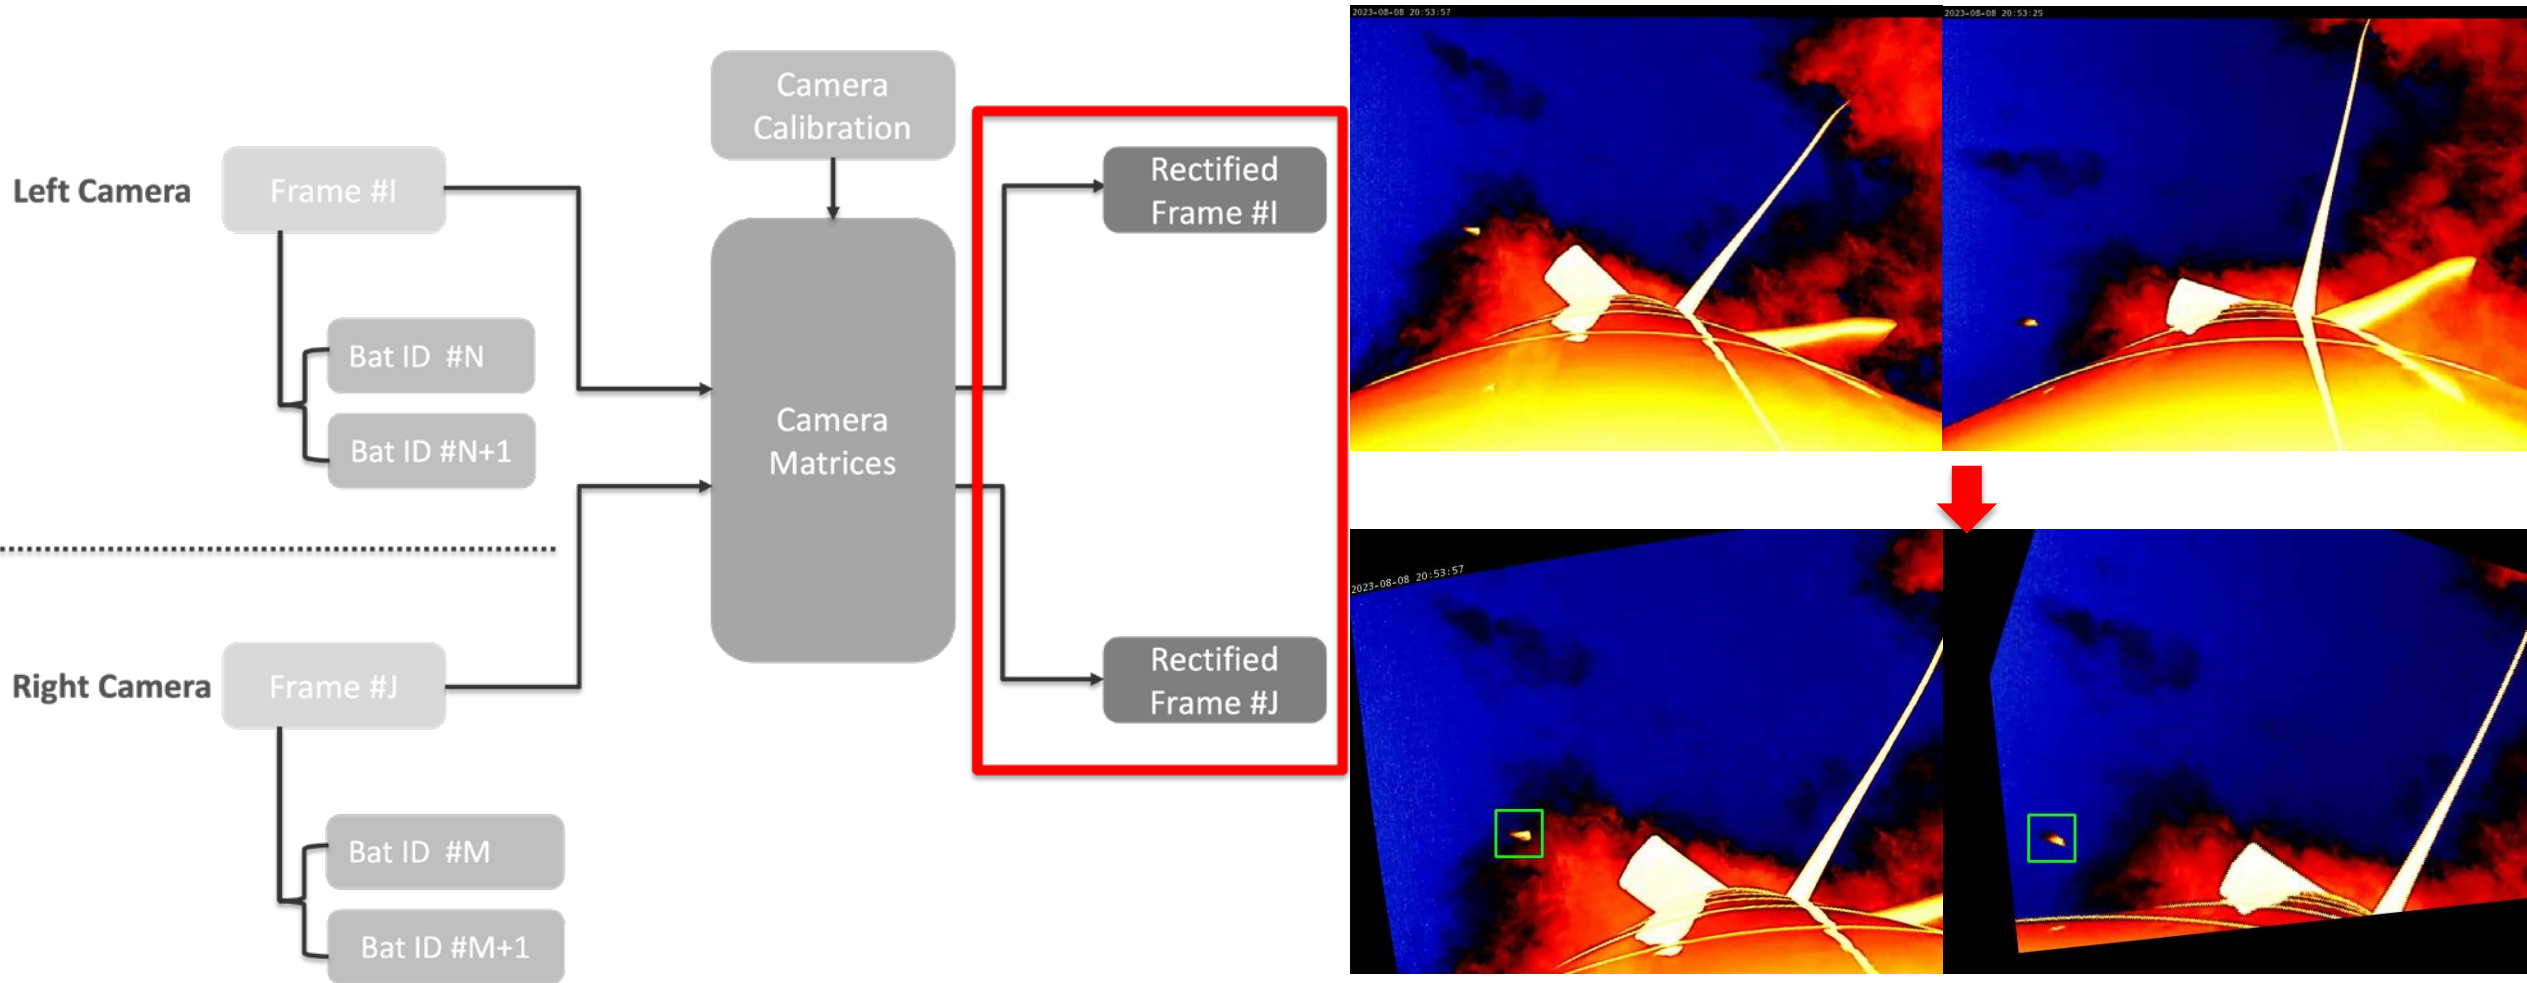 Left Camera
Frame #I
Bat ID #N
Bat ID #N+1
Right Camera
Frame #J
Bat ID #M
Bat ID #M+1
Camera
Calibration
Camera
Matrices
Rectified
Frame #I
Rectified
Frame #J
2023-08-08 20:53:57
2023-08-08 20:53:25
2023-08-08 20:53:57